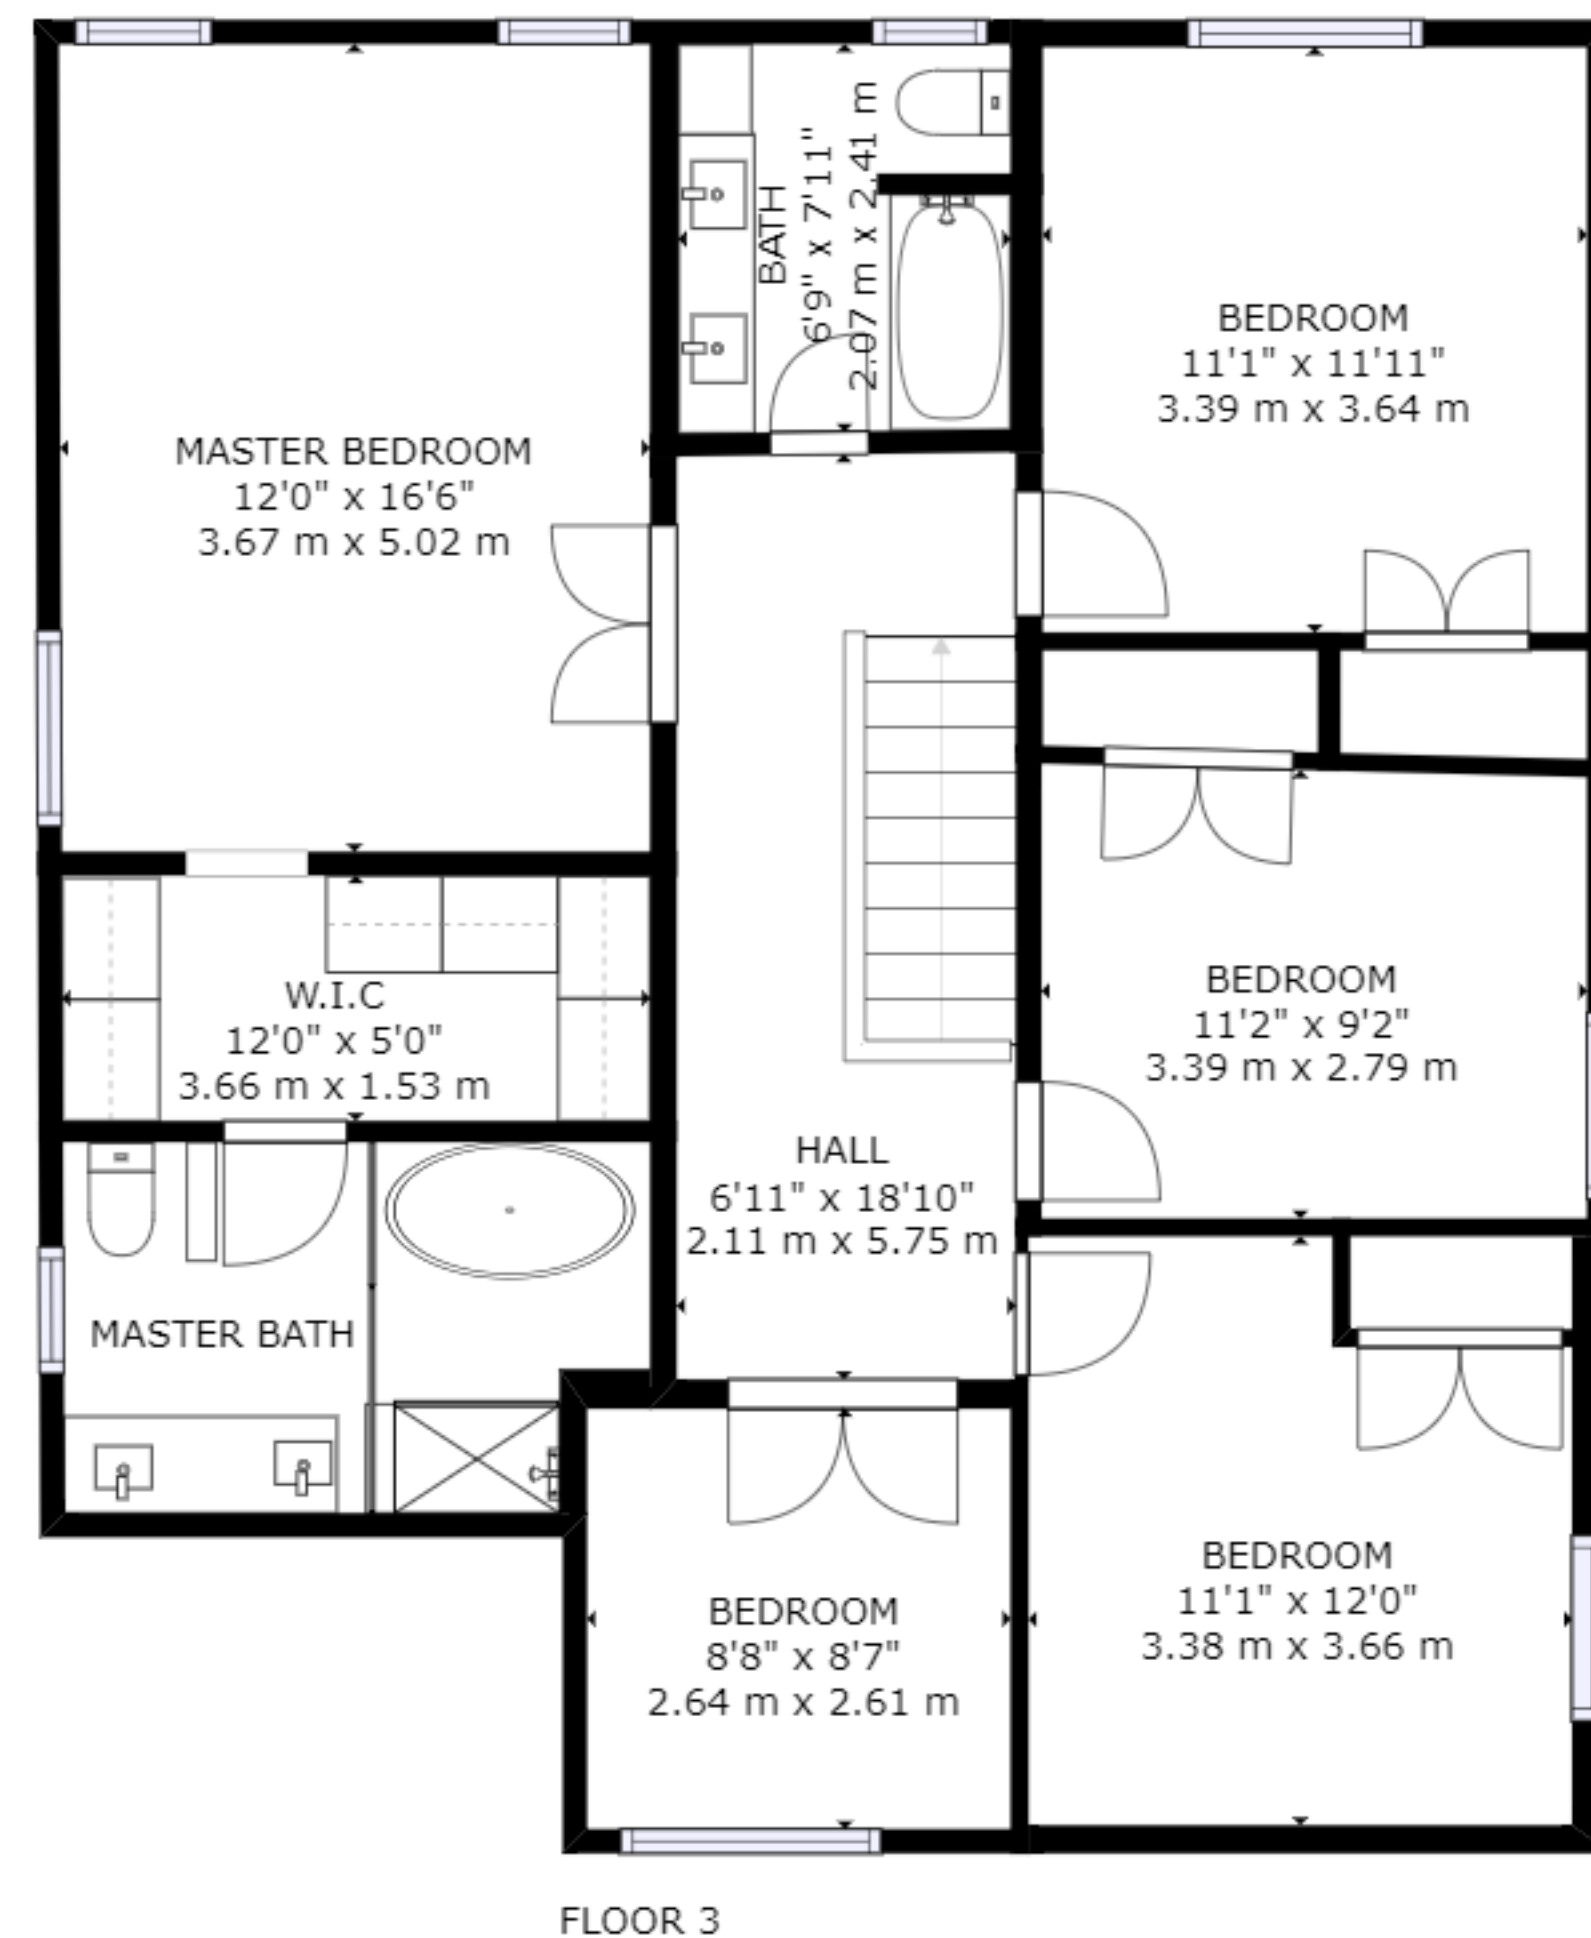 BATH
6'9" x 7'11"
2.07 m x 2.41 m
BEDROOM
11'1" x 11'11"
3.39 m x 3.64 m
MASTER BEDROOM
12'0" x 16'6"
3.67 m x 5.02 m
W.I.C
12'0" x 5'0"
3.66 m x 1.53 m
BEDROOM
11'2" x 9'2"
3.39 m x 2.79 m
HALL
6'11" x 18'10"
2.11 m x 5.75 m
MASTER BATH
BEDROOM
8'8" x 8'7"
2.64 m x 2.61 m
BEDROOM
11'1" x 12'0"
3.38 m x 3.66 m
FLOOR 3